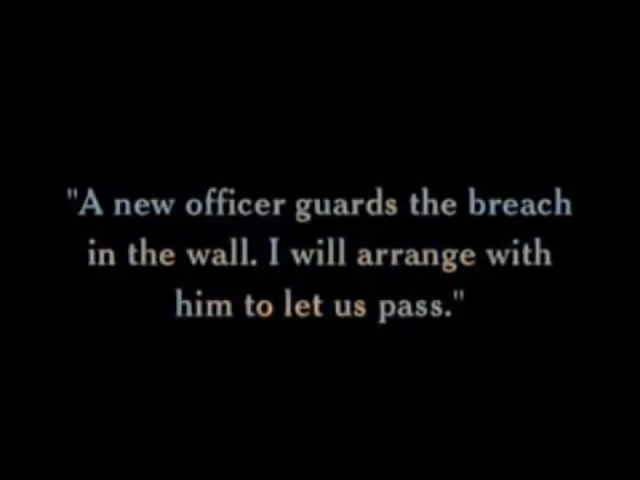 "A new officer guards the breach
in the wall. I will arrange with
him to let us pass."